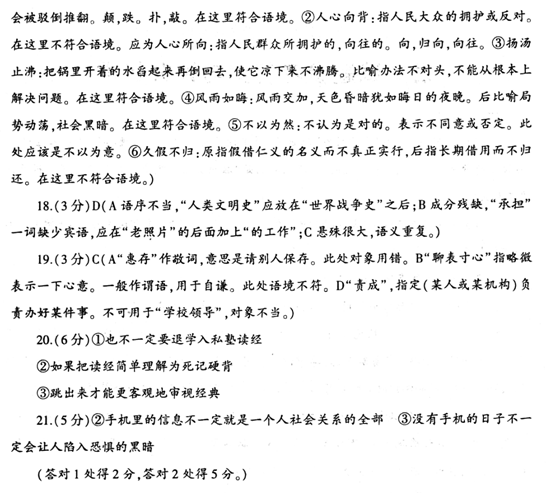 会被驳倒推翻。颠,跌。扑,敲。在这里符合语境。②人心向背:指人民大众的拥护或反对。
在这里不符合语境。应为人心所向:指人民群众所拥护的,向往的。向,归向,向往。③扬汤
止沸:把锅里开着的水舀起来再倒回去,使它凉下来不沸腾。比喻办法不对头,不能从根本上
解决问题。在这里符合语境。④风雨如晦:风雨交加,天色昏暗犹如晦日的夜晚。后比喻局
势动荡,社会黑暗。在这里符合语境。⑤不以为然:不认为是对的。表示不同意或否定。此
处应该是不以为意。⑥久假不归:原指假借仁义的名义而不真正实行,后指长期借用而不归
还。在这里不符合语境。)
18.(3分)D(A语序不当,“人类文明史”应放在“世界战争史”之后;B成分残缺,“承担”
一词缺少宾语,应在“老照片”的后面加上“的工作”;C悬殊很大,语义重复。)
19.(3分)C(A“惠存”作敬词,意思是请别人保存。此处对象用错。B“聊表寸心”指略微
表示一下心意。一般作谓语,用于自谦。此处语境不符。D“责成”,指定(某人或某机构)负
责办好某件事。不可用于“学校领导”,对象不当。)
20.(6分)①也不一定要退学入私塾读经
②如果把读经简单理解为死记硬背
③跳出来才能更客观地审视经典
21.(5分)②手机里的信息不一定就是一个人社会关系的全部　③没有手机的日子不一
定会让人陷入恐惧的黑暗
(答对1处得2分,答对2处得5分。)